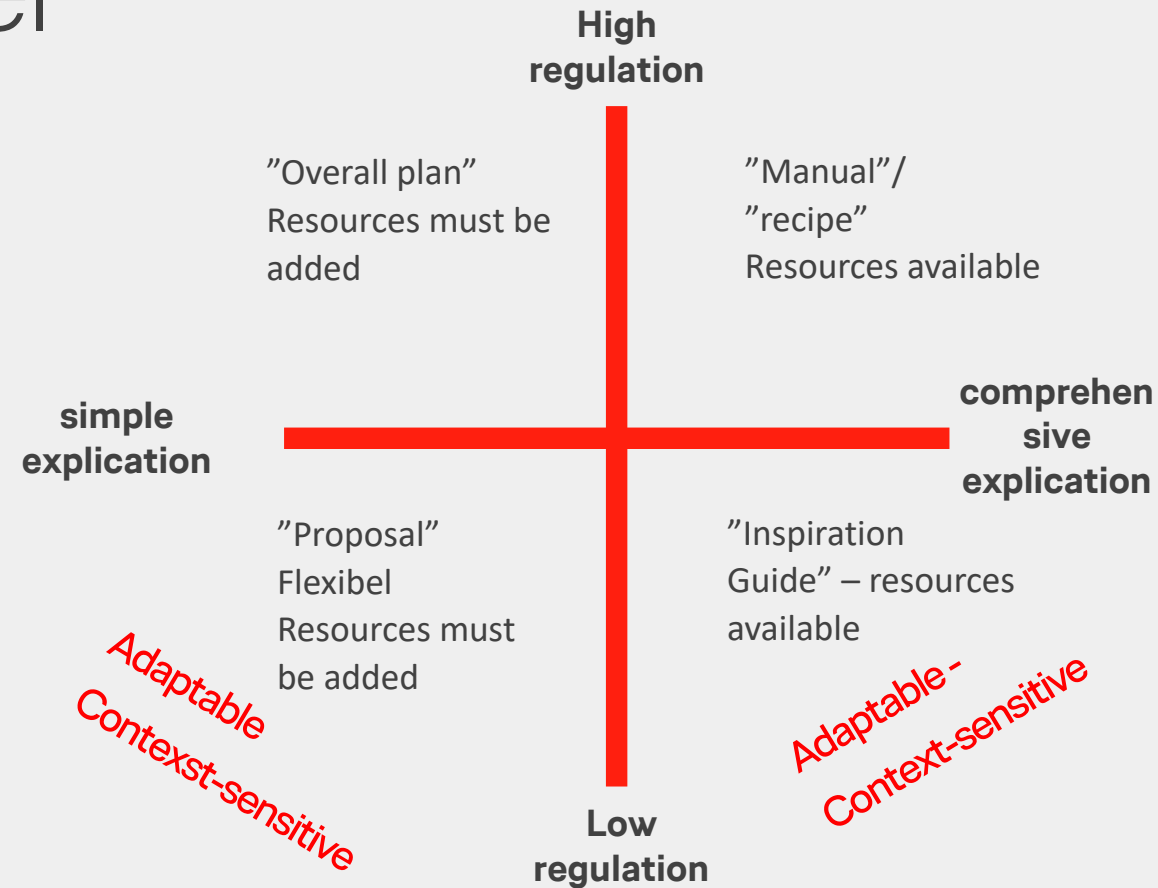 High
regulation
”Overall plan”
Resources must be
added
”Manual”/
”recipe”
Resources available
simple
explication
comprehen
sive
explication
”Proposal”
Flexibel
Resources must
be added
”Inspiration
Guide” – resources
available
Adaptable
Contexst-sensitive
Adaptable -
Context-sensitive
Low
regulation